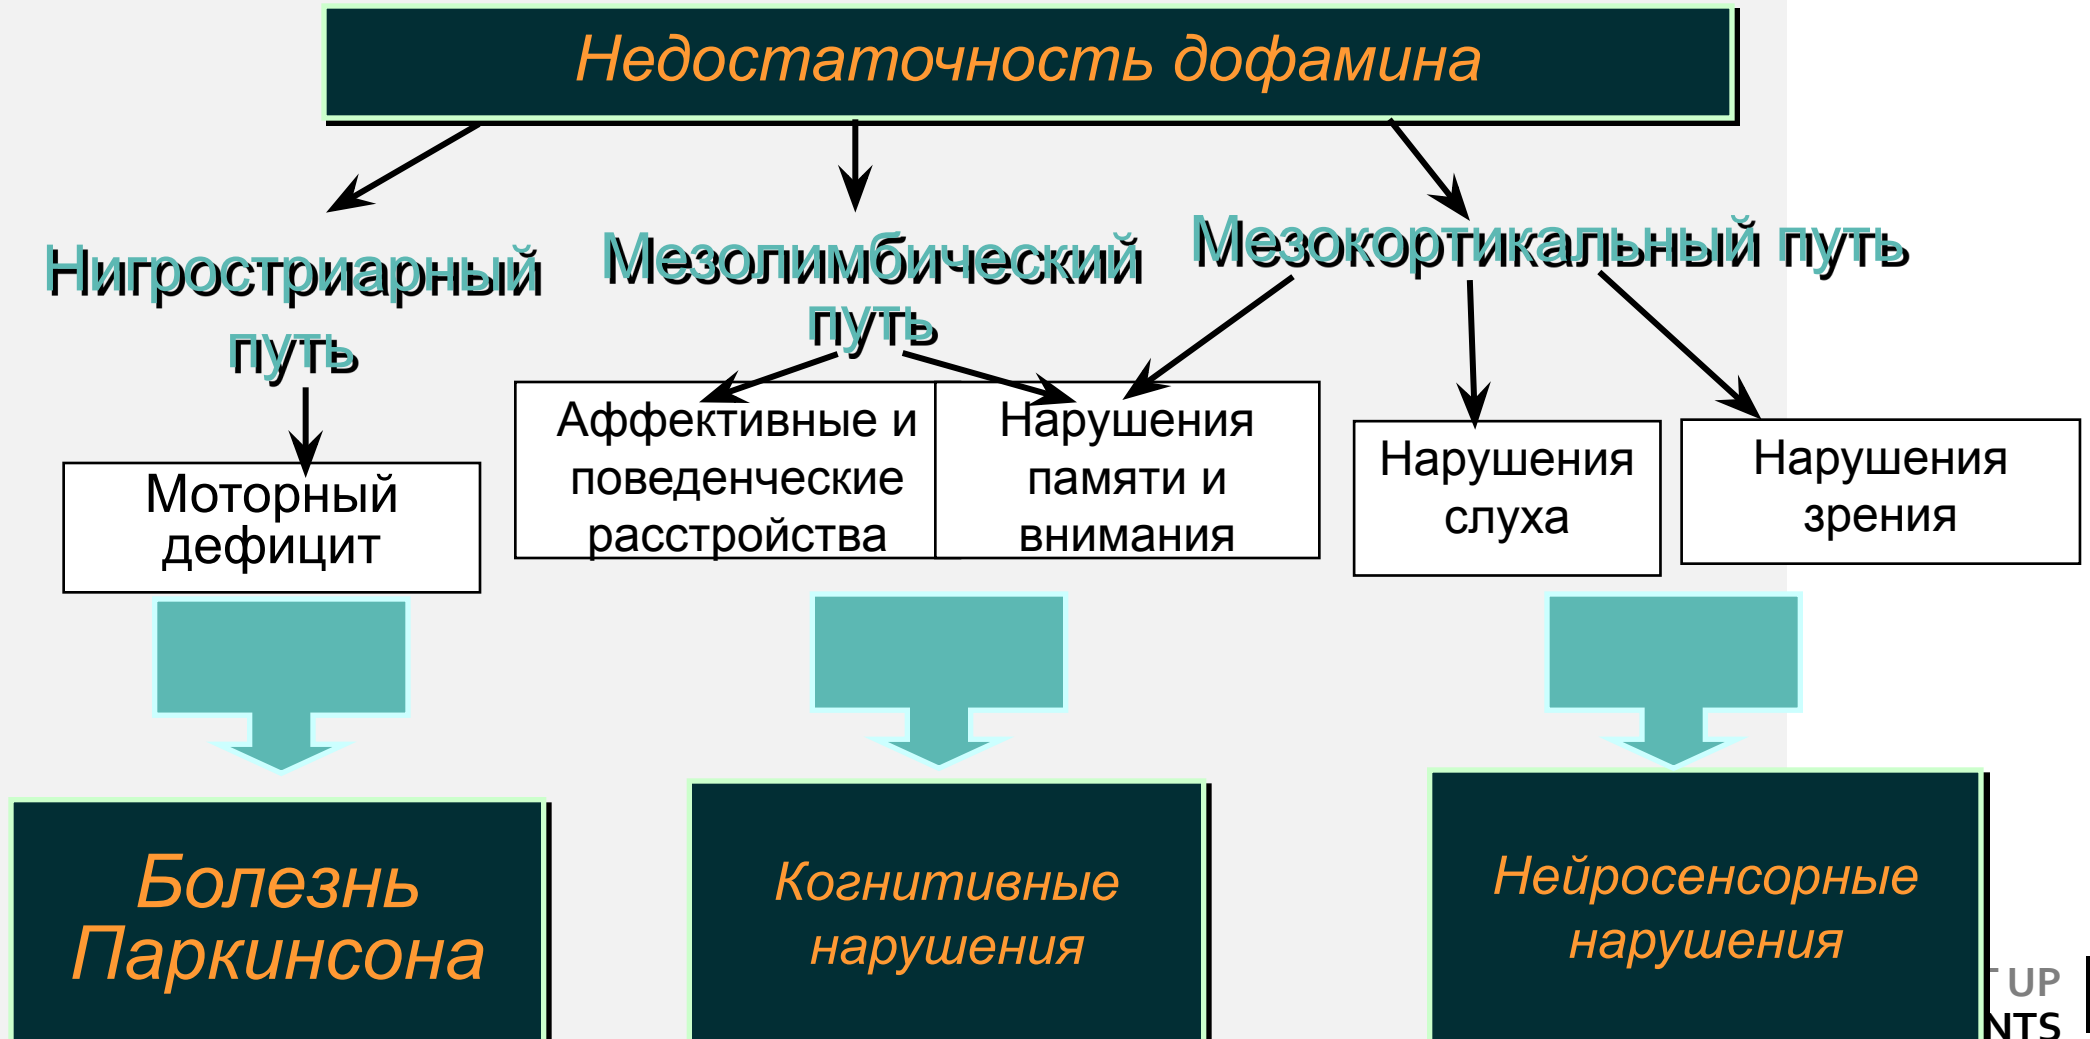 Недостаточность дофамина
Нигростриарный
путь
Мезолимбический
путь
Мезокортикальный путь
Моторный
дефицит
Аффективные и
поведенческие
расстройства
Нарушения
памяти и
внимания
Нарушения
слуха
Нарушения
зрения
Болезнь
Паркинсона
Когнитивные
нарушения
Нейросенсорные
нарушения
UP